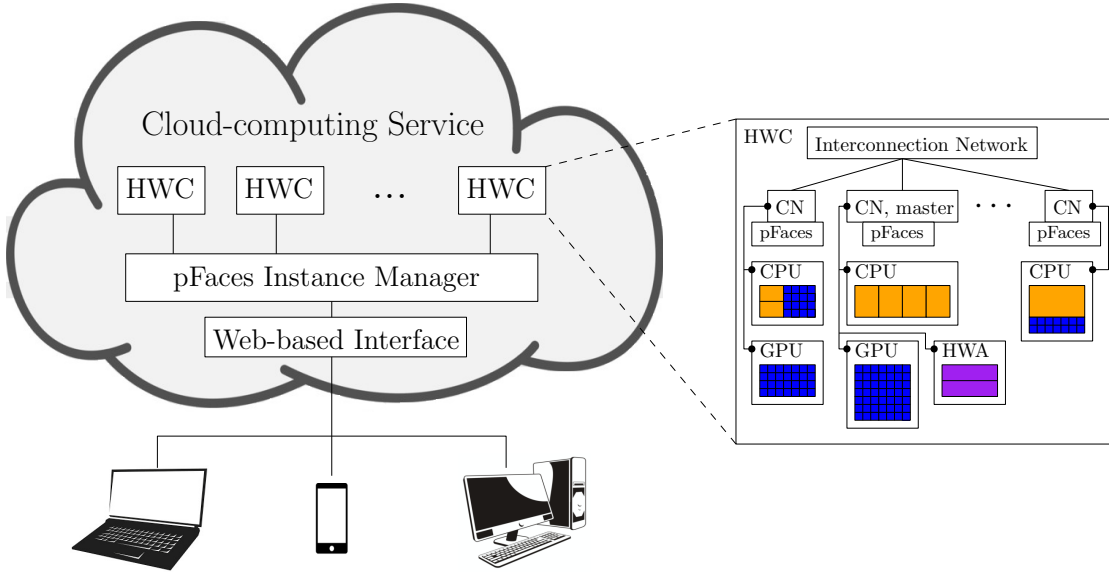 Cloud-computing Service
HWC
HWC
...
HWC
pFaces Instance Manager
Web-based Interface
HWC
Interconnection Network
CN
CN, master
...
CN
pFaces
pFaces
pFaces
CPU
CPU
CPU
GPU
GPU
HWA